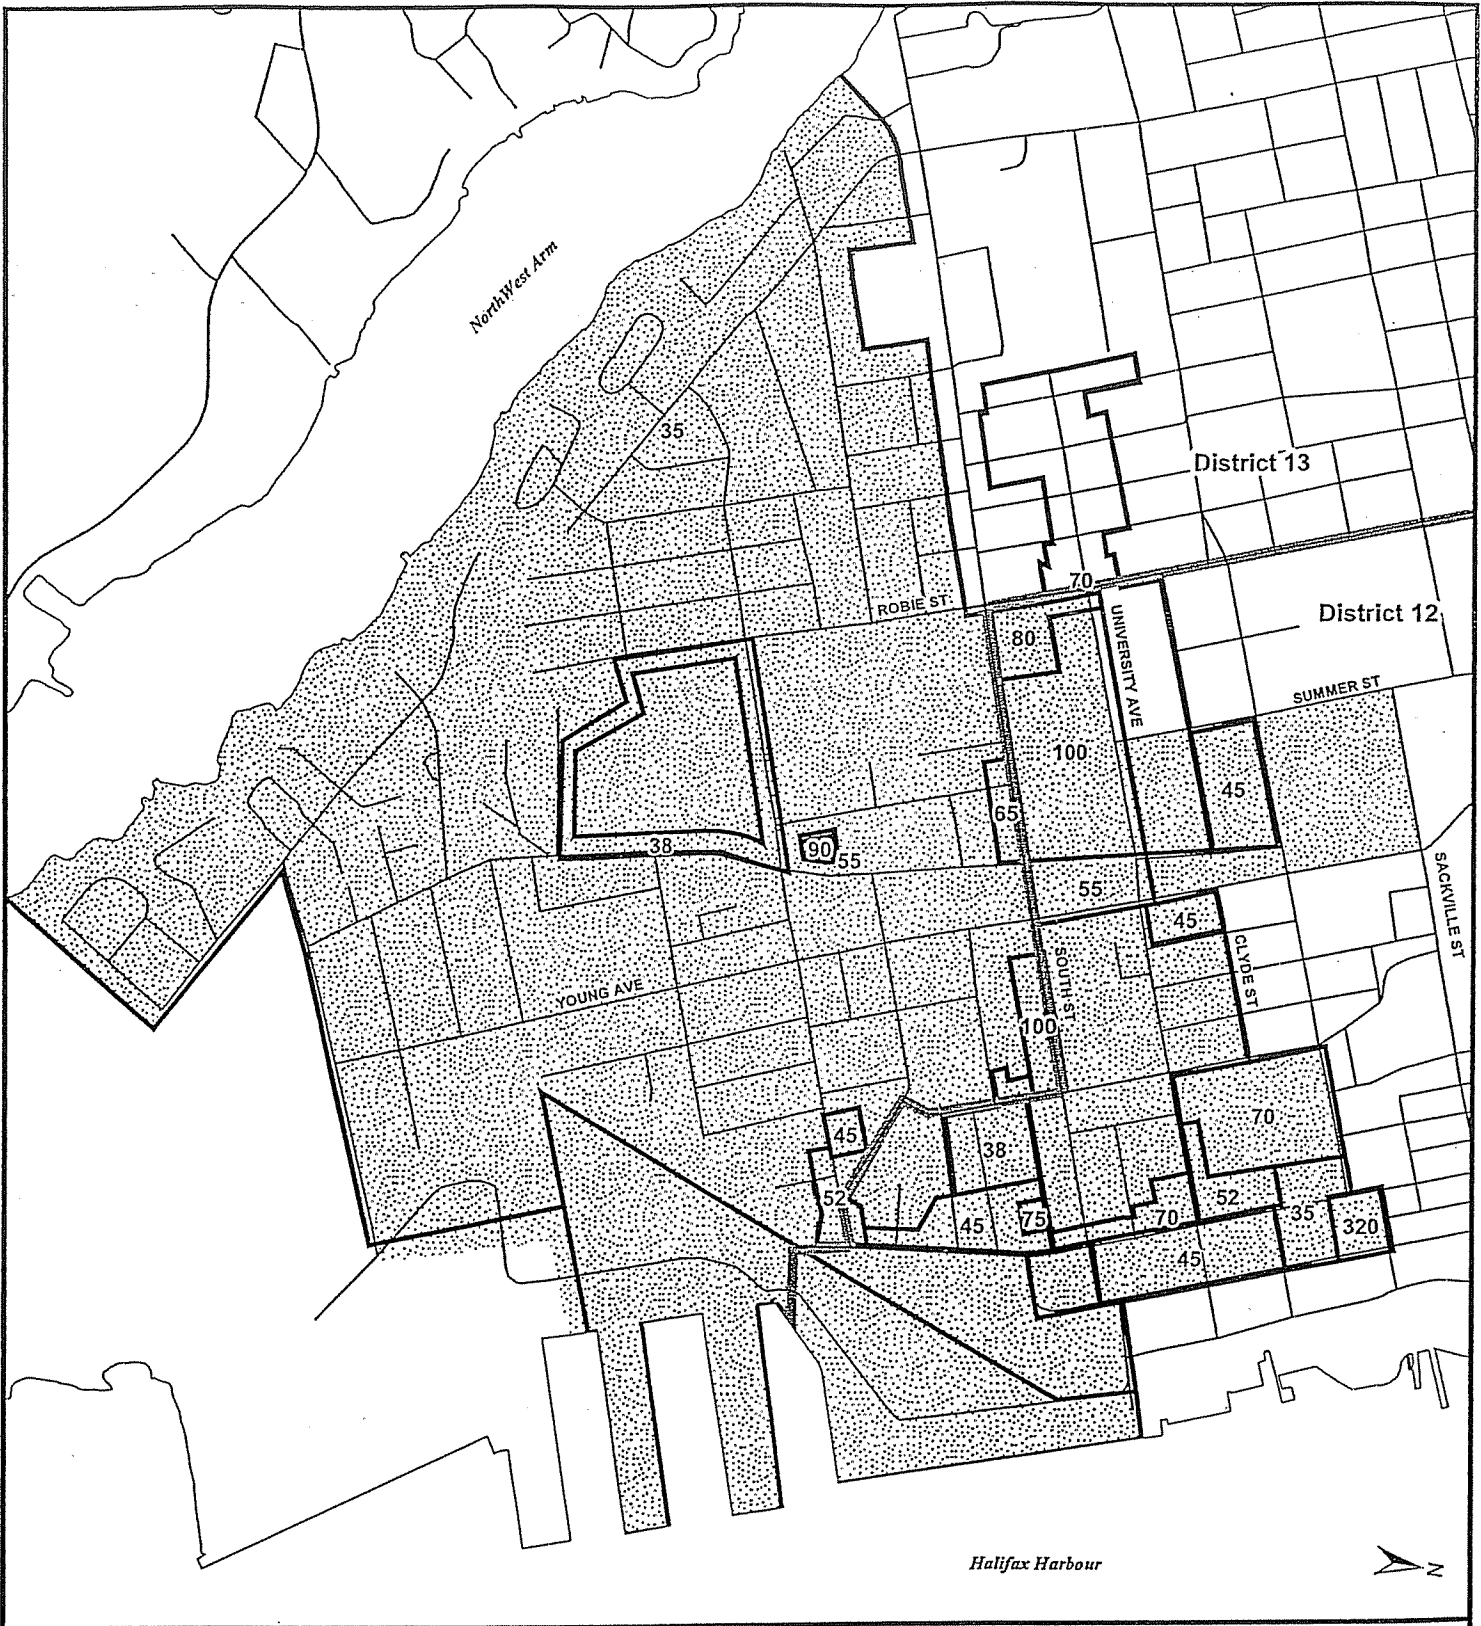 NorthWest Arm
35
District 13
70
ROBIE ST
District 12
80
UNIVERSITY AVE
SUMMER ST
100
45
65
38
90
55
55
SACKVILLE ST
45
CLYDE ST
SOUTH ST
YOUNG AVE
100
70
45
38
52
52
45
75
70
35
320
45
Halifax Harbour
N